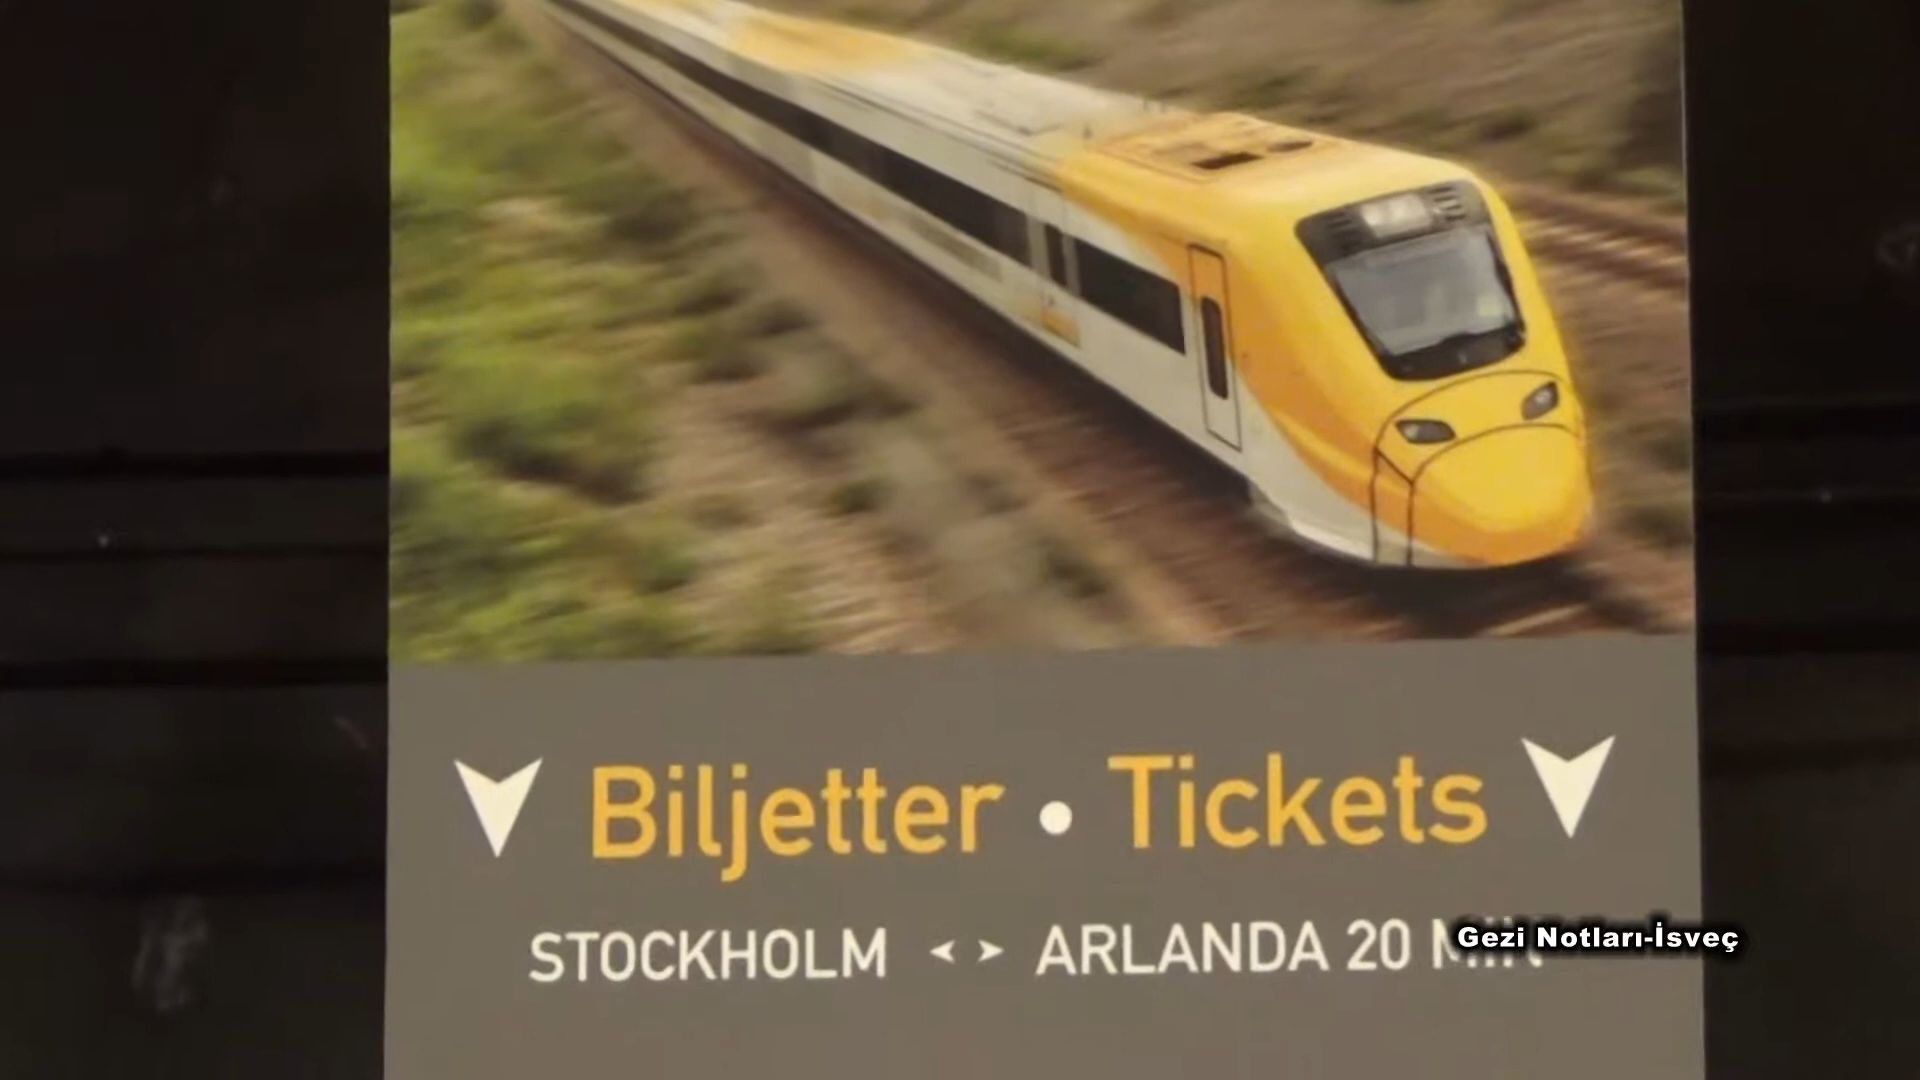 Biljetter • Tickets
STOCKHOLM <> ARLANDA 20
Gezi Notları-İsveç